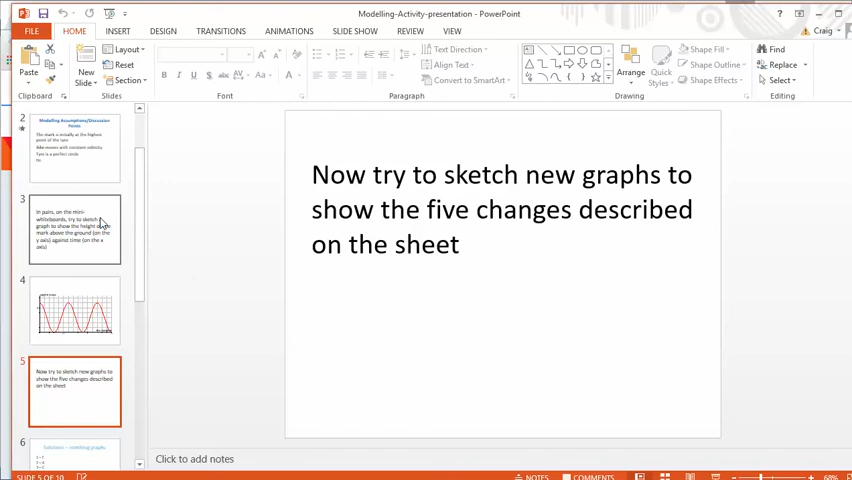 Modelling-Activity-presentation - PowerPoint
FILE HOME INSERT DESIGN TRANSITIONS ANIMATIONS SLIDE SHOW REVIEW VIEW Craig
Paste
New
Slide
Layout
Reset
Section
Text Direction
Align Text
Convert to SmartArt
Arrange
Quick
Styles
Shape Fill
Shape Outline
Shape Effects
Find
Replace
Select
Clipboard Slides Font Paragraph Drawing Editing
2
Modelling Assumptions/Discussion
Points
The mark is initially at the highest
point of the tyre
Bike moves with constant velocity
Tyre is a perfect circle
3
In pairs, on the mini-
whiteboards, try to sketch
graph to show the height of the
mark above the ground (on the
y axis) against time (on the x
axis)
4
5
Now try to sketch new graphs to
show the five changes described
on the sheet
6
Solutions – matching graphs
Now try to sketch new graphs to
show the five changes described
on the sheet
Click to add notes
SLIDE 5 OF 10 NOTES COMMENTS 68%